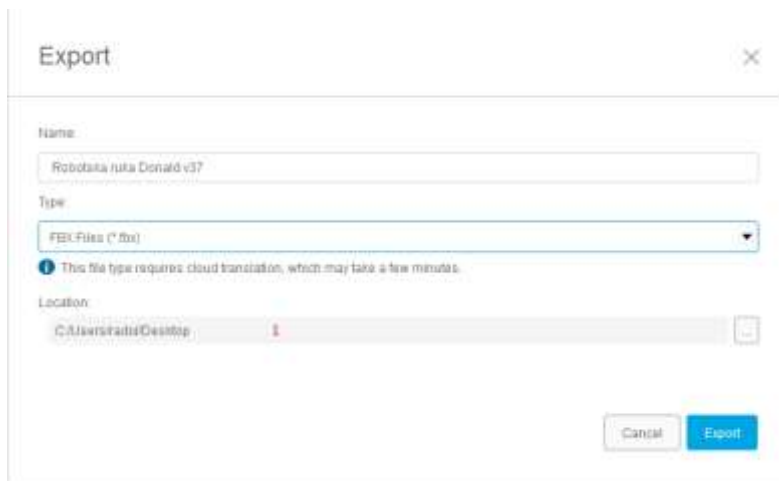 Export
Name:
Robotska ruka Donald v37
Type
FBX Files (*.fbx)
This file type requires cloud translation, which may take a few minutes.
Location:
C:/Users/radis/Desktop 1
...
Cancel
Export